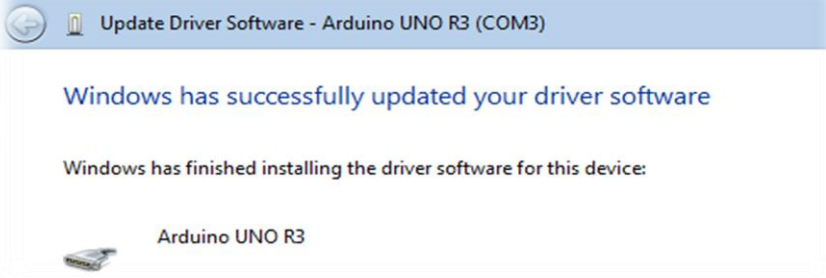 Update Driver Software - Arduino UNO R3 (COM3)
Windows has successfully updated your driver software
Windows has finished installing the driver software for this device:
Arduino UNO R3